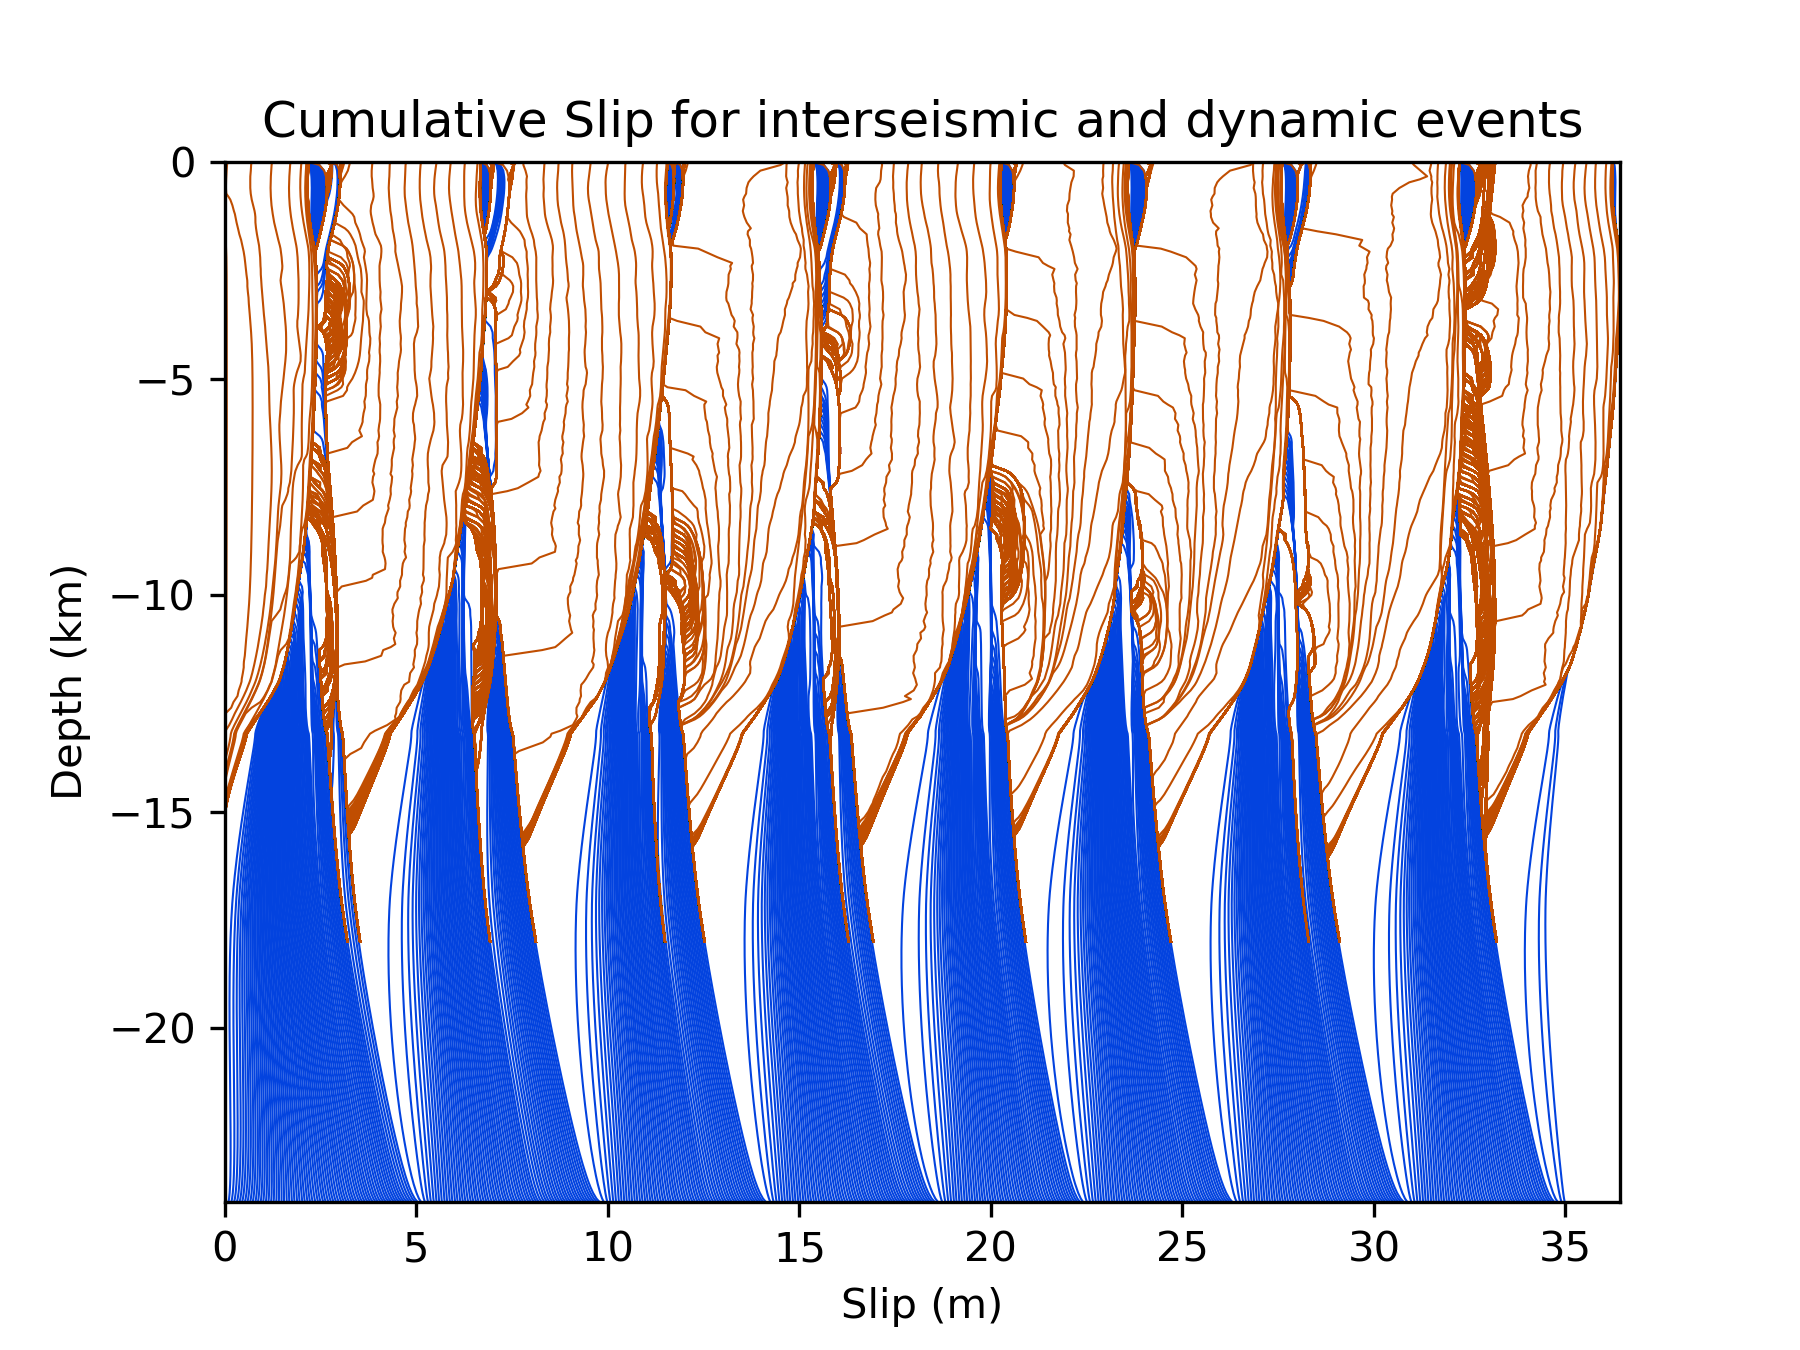 Cumulative Slip for interseismic and dynamic events
0
−5
−10
−15
−20
Depth (km)
0 5 10 15 20 25 30 35
Slip (m)